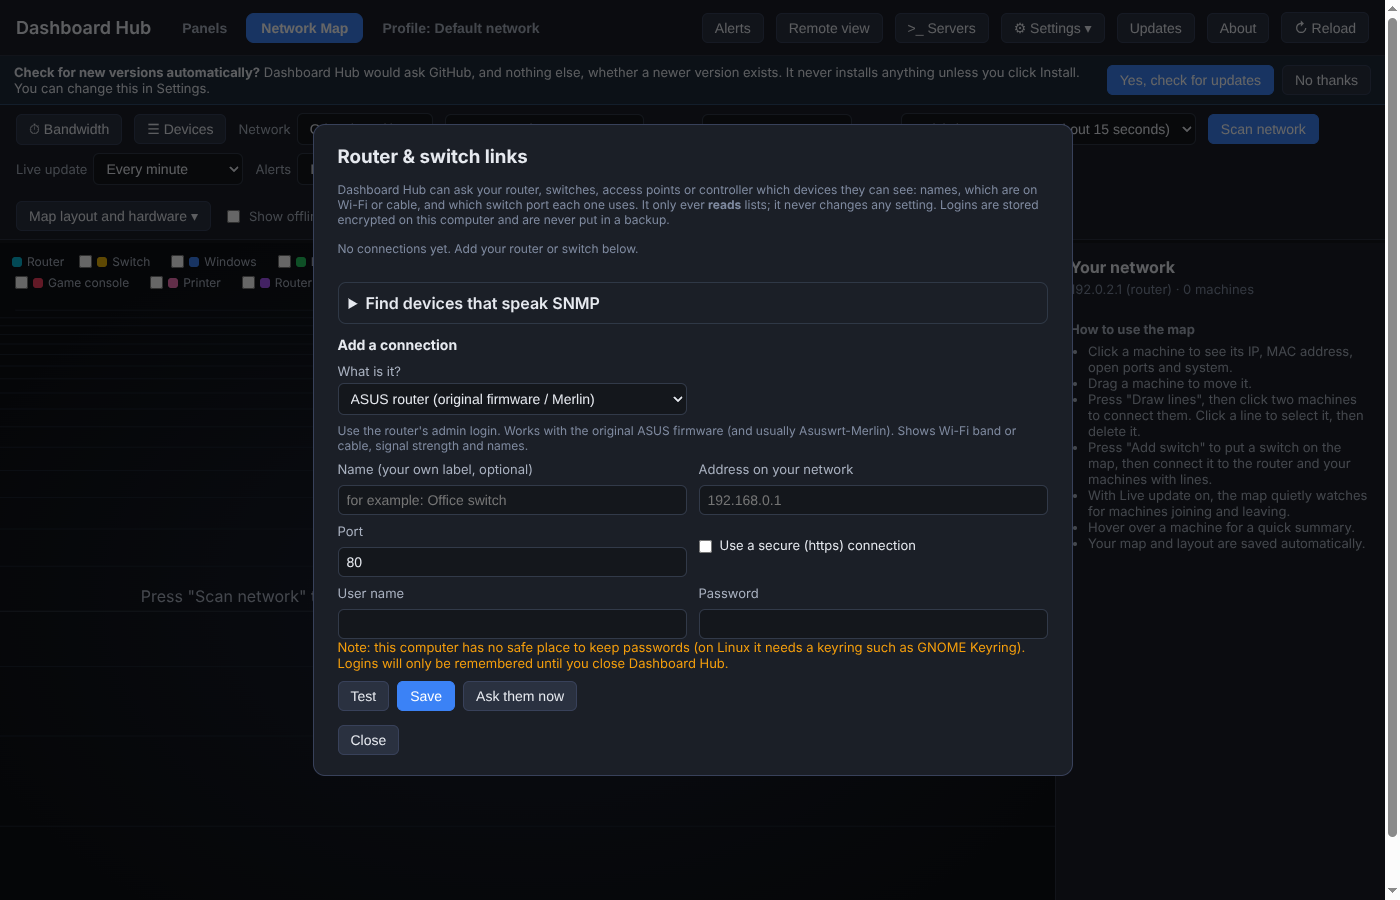 Dashboard Hub
Panels
Network Map
Profile: Default network
Alerts
Remote view
>_ Servers
⚙ Settings ▾
Updates
About
↻ Reload
Check for new versions automatically? Dashboard Hub would ask GitHub, and nothing else, whether a newer version exists. It never installs anything unless you click Install.
You can change this in Settings.
Yes, check for updates
No thanks
⏱ Bandwidth
☰ Devices
Network
out 15 seconds)
Scan network
Live update
Every minute
Alerts
Map layout and hardware ▾
Show offli
Router
Switch
Windows
Game console
Printer
Router
Press "Scan network"
Router & switch links
Dashboard Hub can ask your router, switches, access points or controller which devices they can see: names, which are on
Wi-Fi or cable, and which switch port each one uses. It only ever reads lists; it never changes any setting. Logins are stored
encrypted on this computer and are never put in a backup.
No connections yet. Add your router or switch below.
▶ Find devices that speak SNMP
Add a connection
What is it?
ASUS router (original firmware / Merlin)
Use the router's admin login. Works with the original ASUS firmware (and usually Asuswrt-Merlin). Shows Wi-Fi band or
cable, signal strength and names.
Name (your own label, optional)
Address on your network
for example: Office switch
192.168.0.1
Port
80
Use a secure (https) connection
User name
Password
Note: this computer has no safe place to keep passwords (on Linux it needs a keyring such as GNOME Keyring).
Logins will only be remembered until you close Dashboard Hub.
Test
Save
Ask them now
Close
Your network
192.0.2.1 (router) · 0 machines
How to use the map
Click a machine to see its IP, MAC address,
open ports and system.
Drag a machine to move it.
Press "Draw lines", then click two machines
to connect them. Click a line to select it, then
delete it.
Press "Add switch" to put a switch on the
map, then connect it to the router and your
machines with lines.
With Live update on, the map quietly watches
for machines joining and leaving.
Hover over a machine for a quick summary.
Your map and layout are saved automatically.